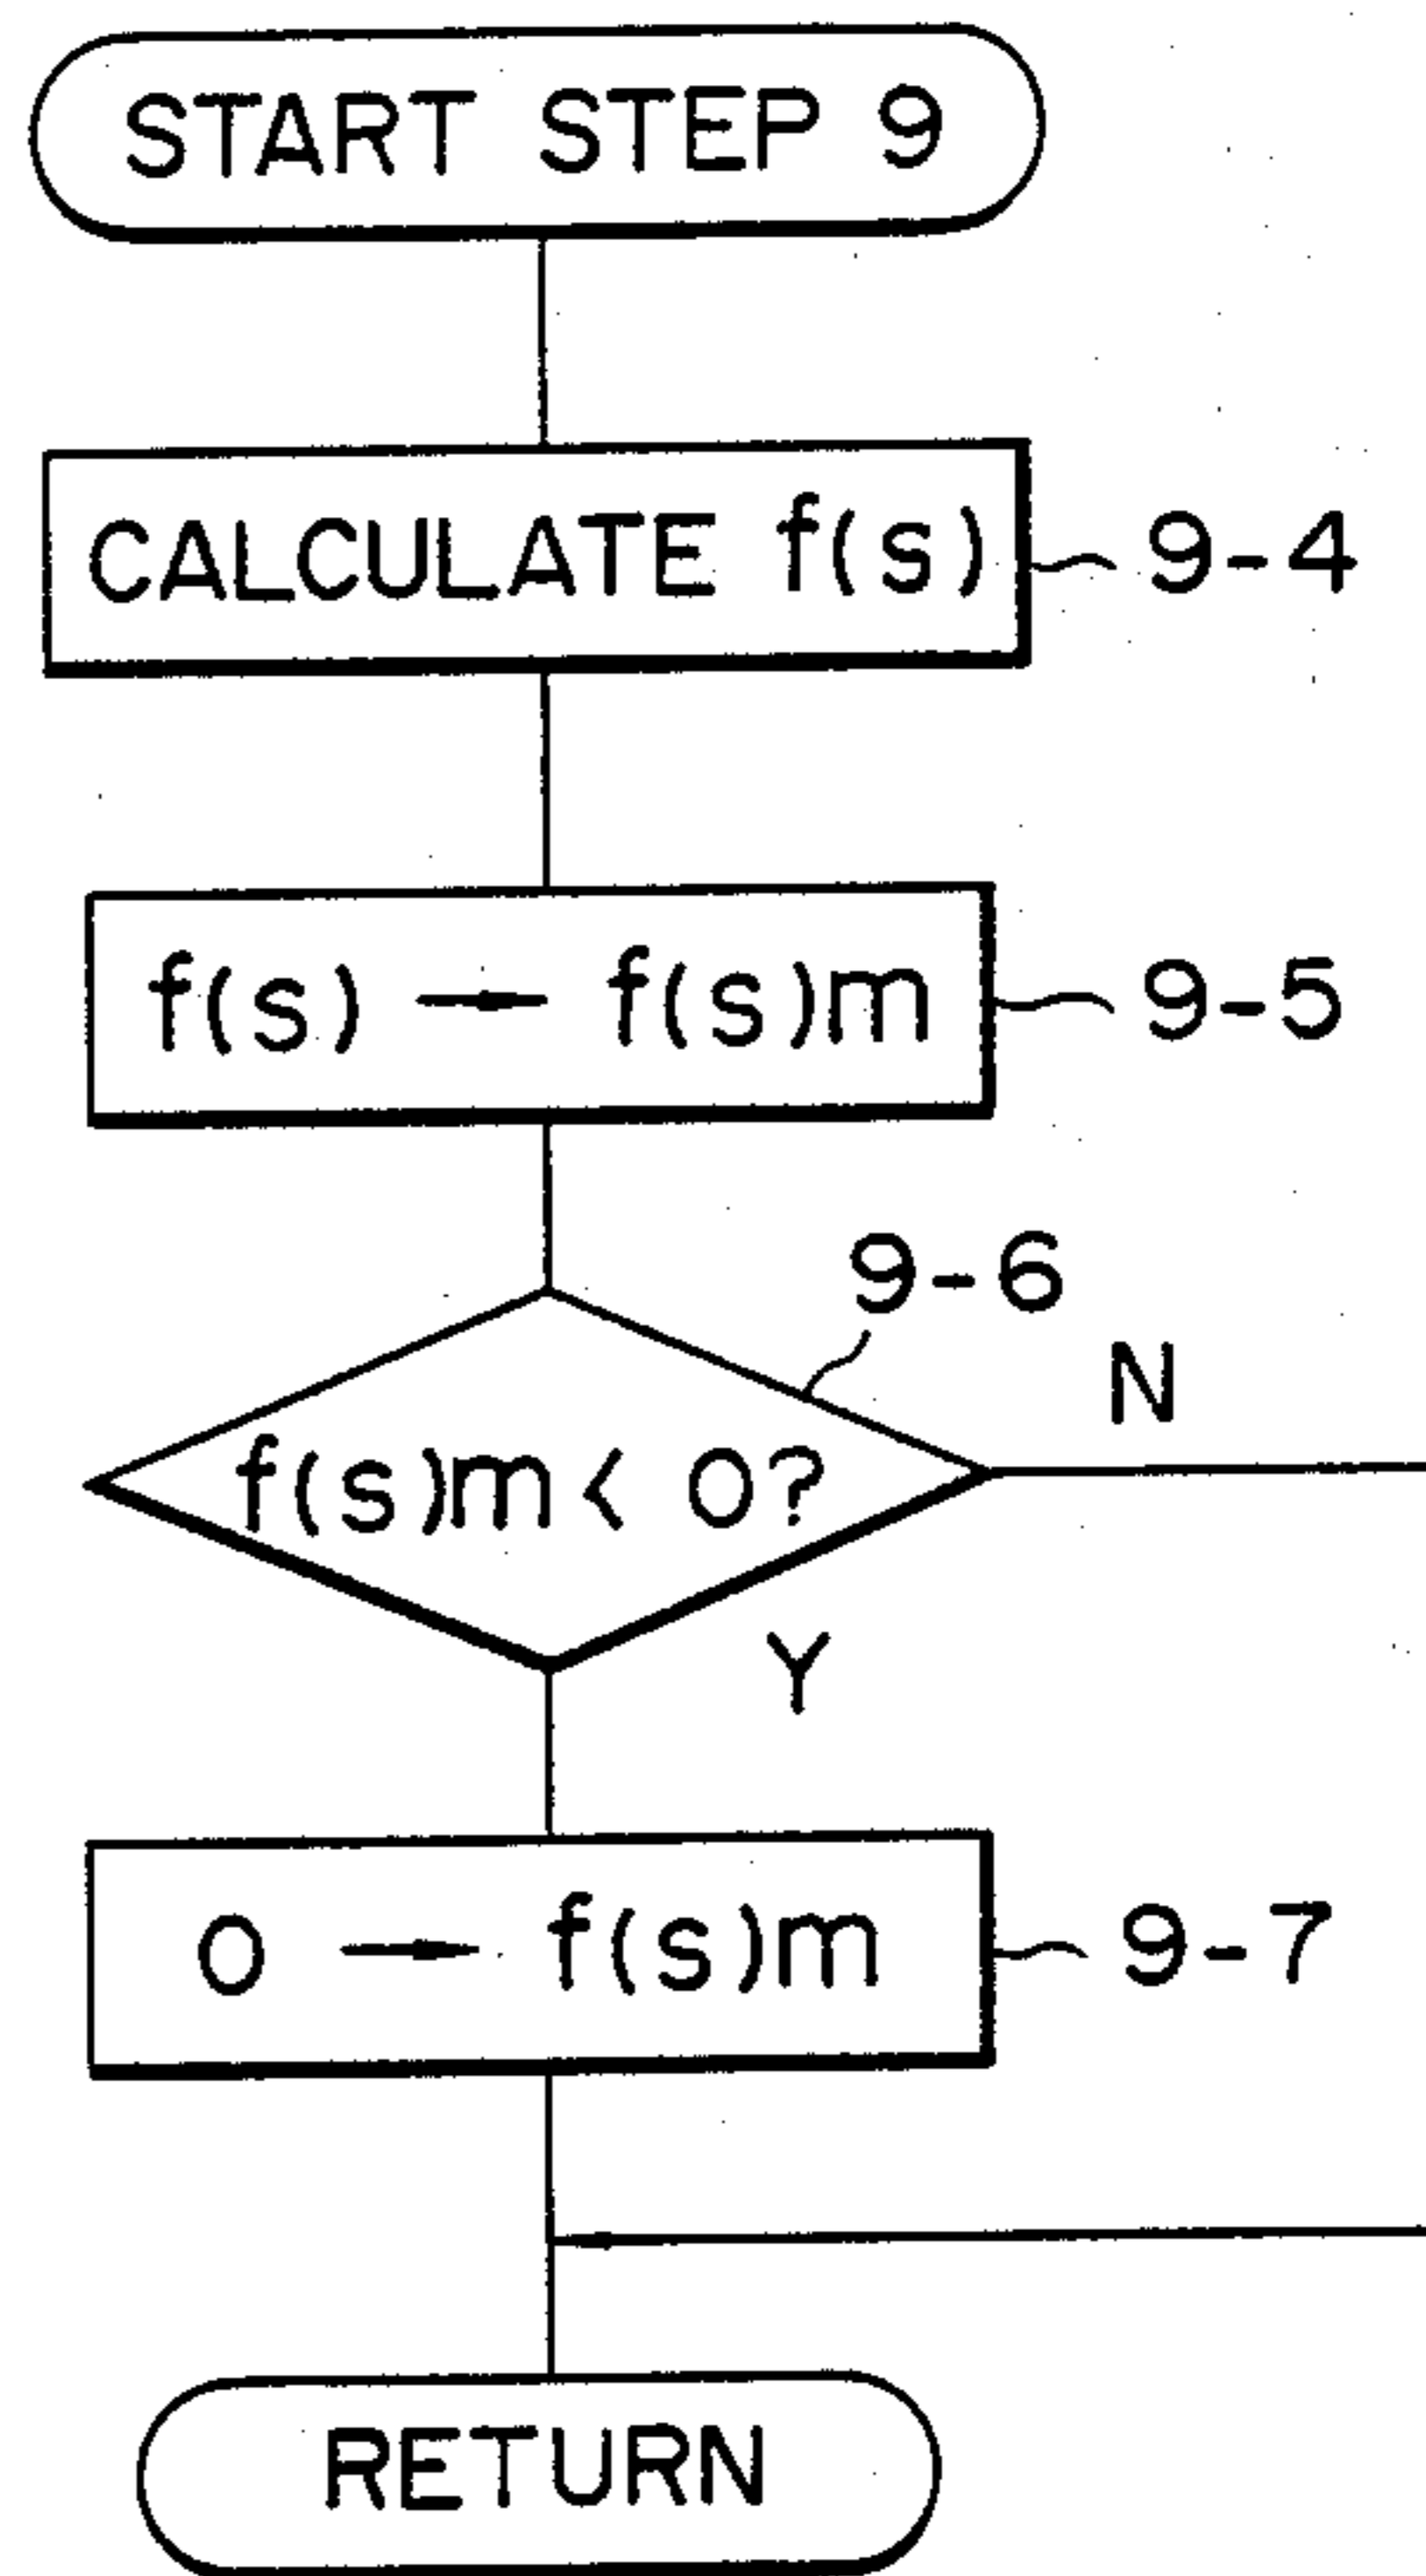 START STEP 9
CALCULATE f(s)
9-4
f(s) → f(s)m
9-5
9-6
N
f(s)m< 0?
Y
0 → f(s)m
9-7
RETURN